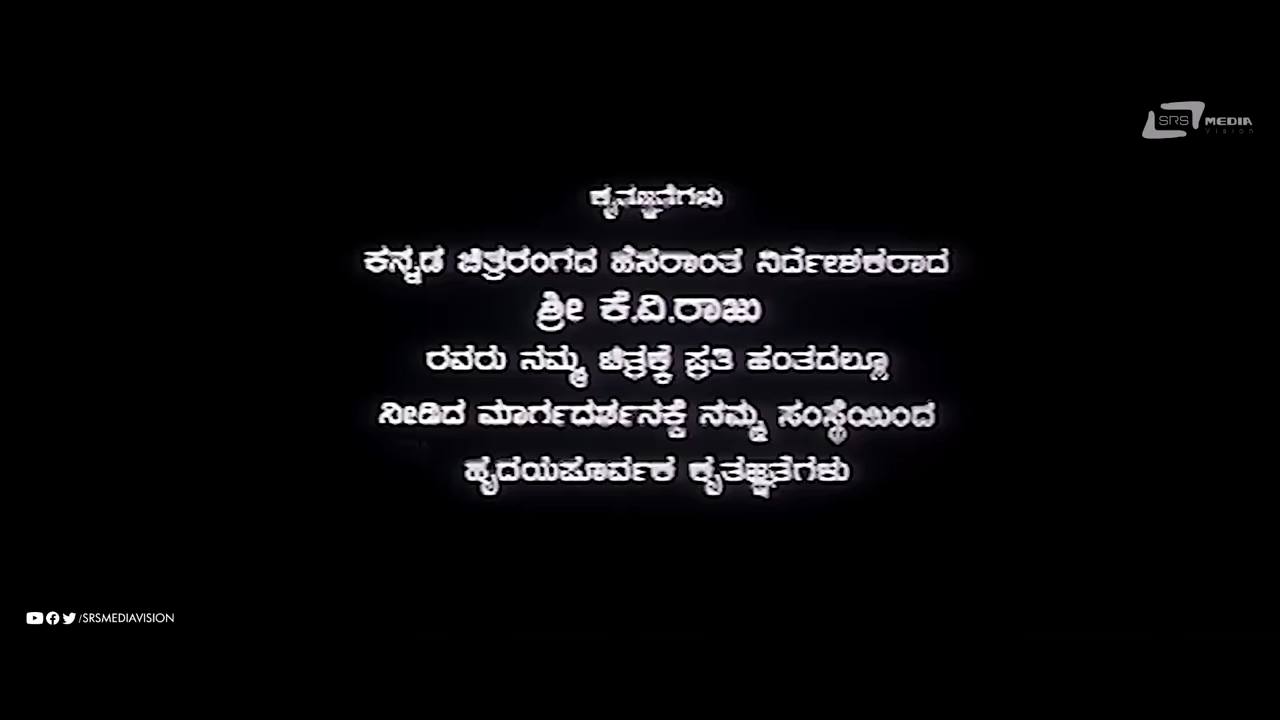 SRS MEDIA
Vision
ಕೃತಜ್ಞತೆಗಳು
ಕನ್ನಡ ಚಿತ್ರರಂಗದ ಹೆಸರಾಂತ ನಿರ್ದೇಶಕರಾದ
ಶ್ರೀ ಕೆ.ವಿ.ರಾಜು
ರವರು ನಮ್ಮ ಚಿತ್ರಕ್ಕೆ ಪ್ರತಿ ಹಂತದಲ್ಲೂ
ನೀಡಿದ ಮಾರ್ಗದರ್ಶನಕ್ಕೆ ನಮ್ಮ ಸಂಸ್ಥೆಯಿಂದ
ಹೃದಯಪೂರ್ವಕ ಕೃತಜ್ಞತೆಗಳು
/SRSMEDIAVISION